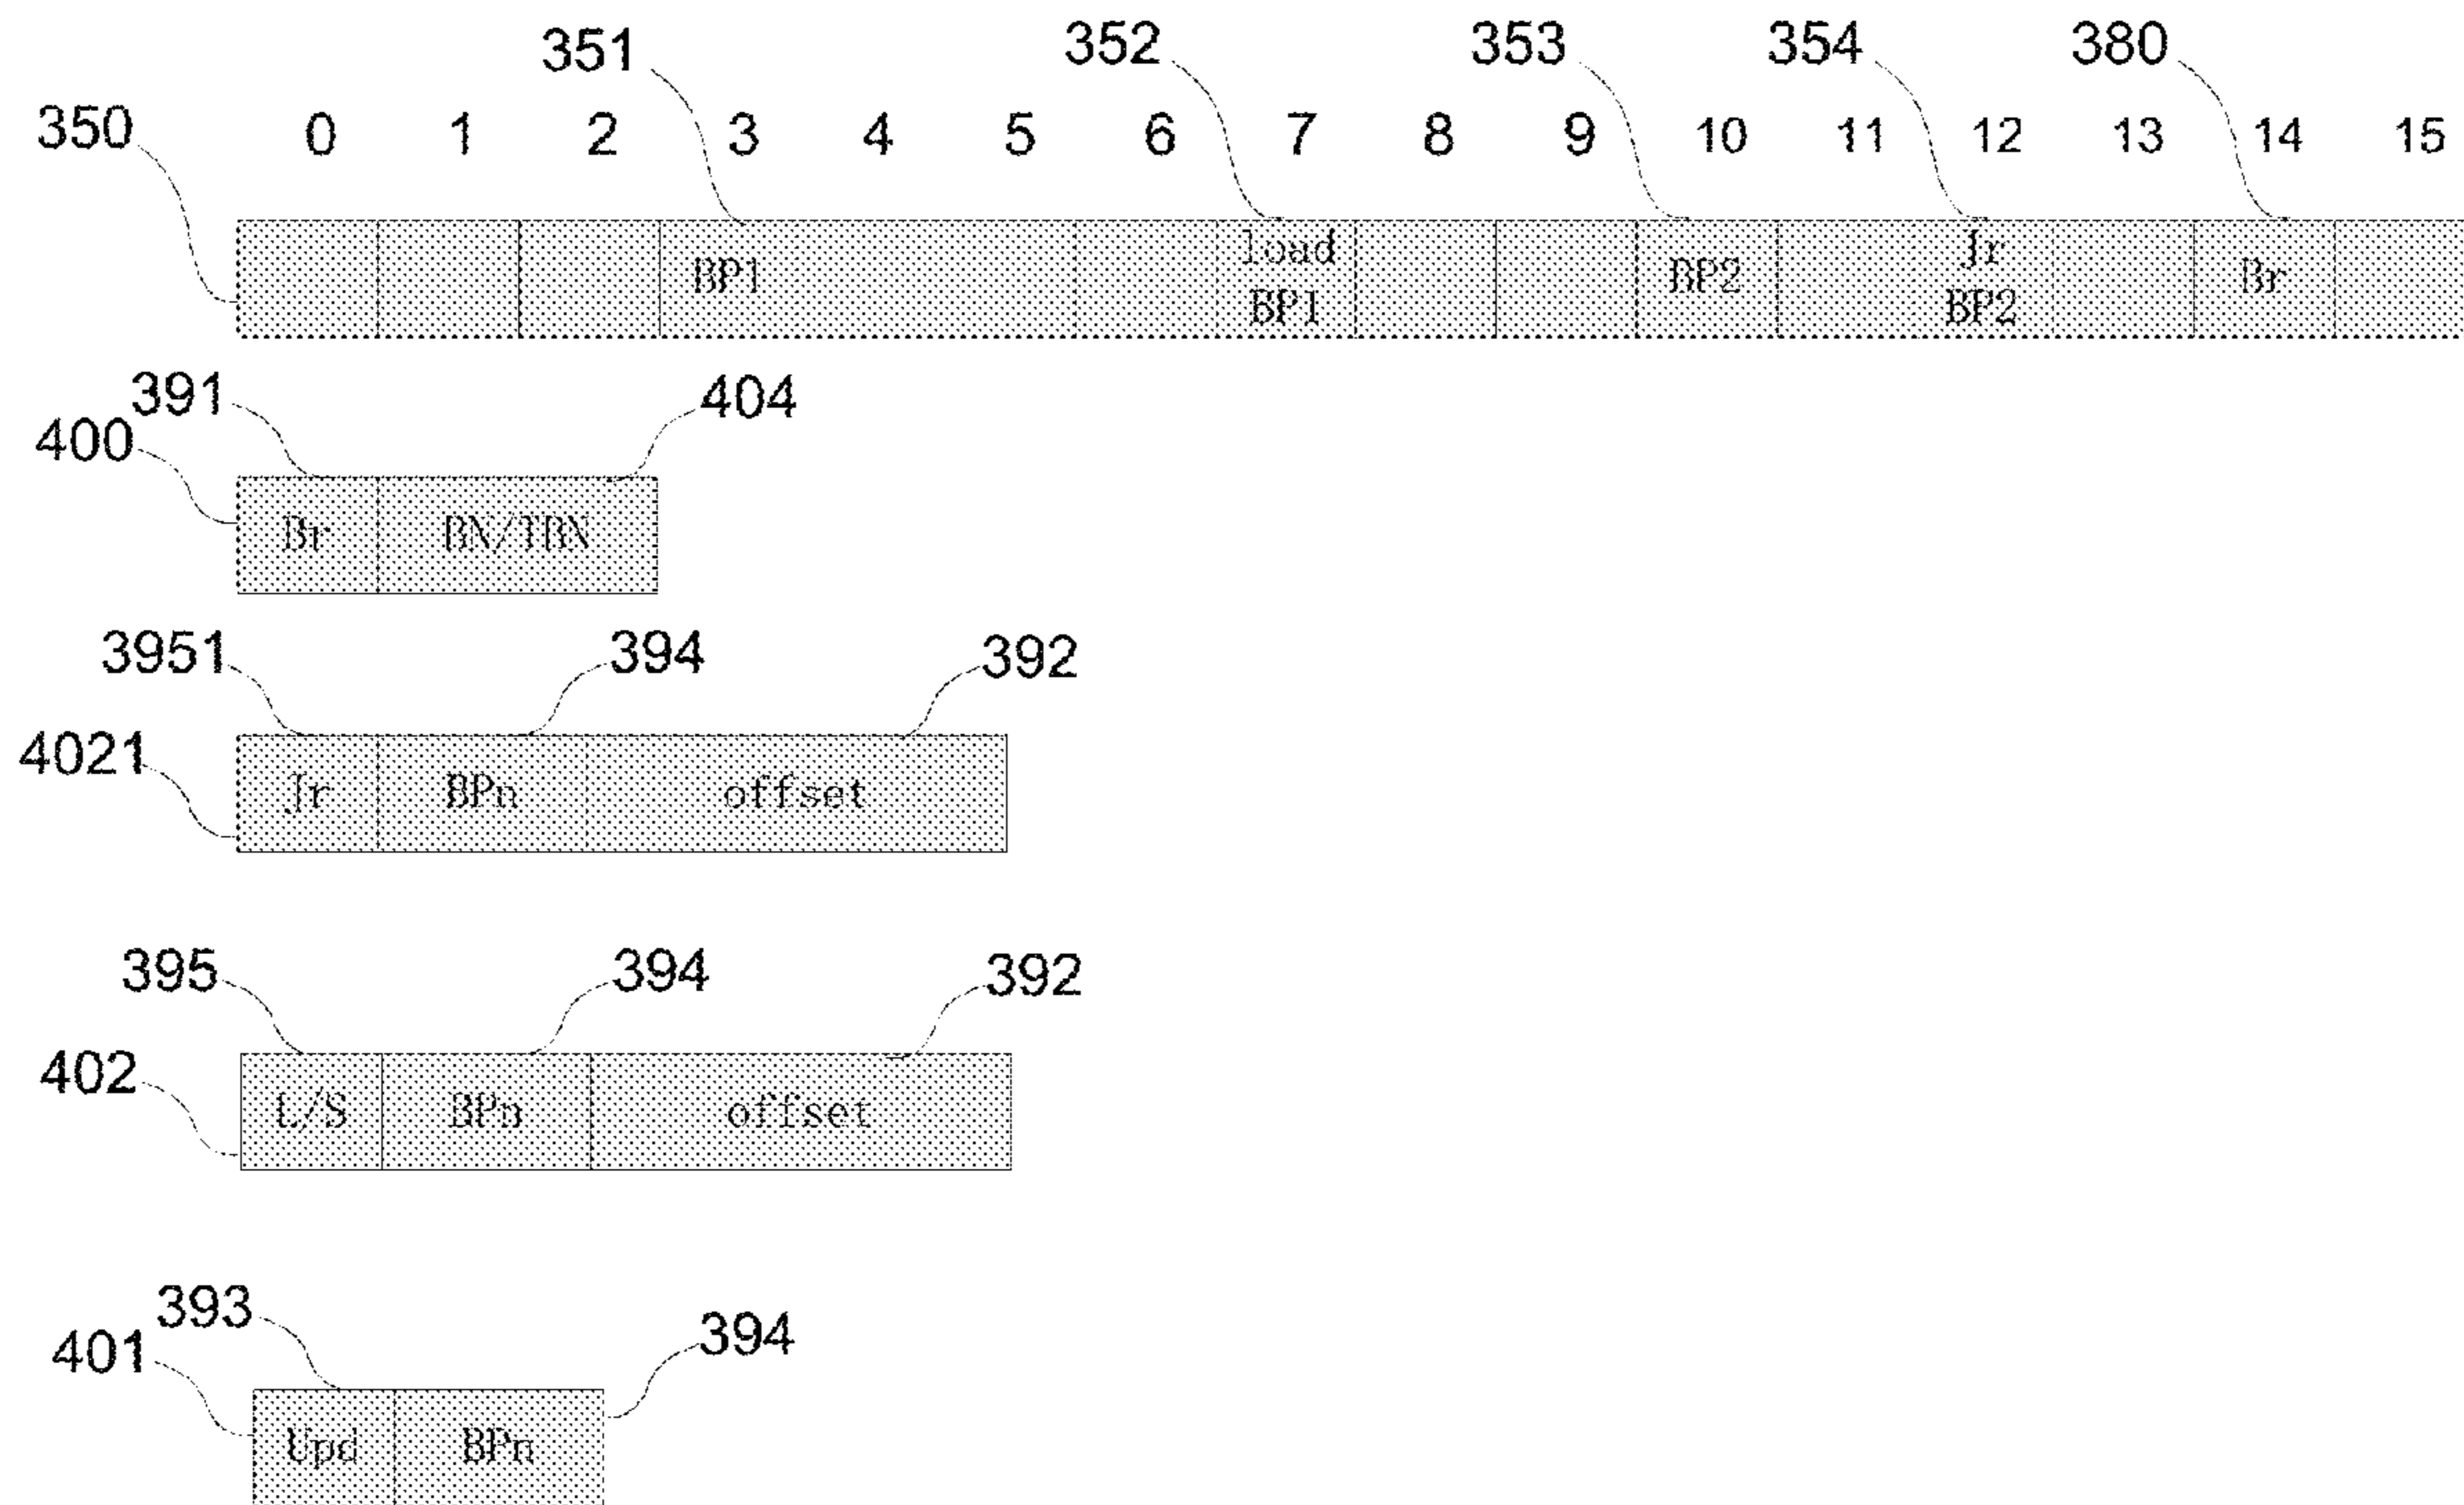 351 352 353 354 380
350 0 1 2 3 4 5 6 7 8 9 10 11 12 13 14 15
BP1 load BP1 BP2 Jr BP2 Br
391 404
400
Br BN/TBN
3951 394 392
4021
Jr BPn offset
395 394 392
402
L/S BPn offset
393 394
401
Upd BPn